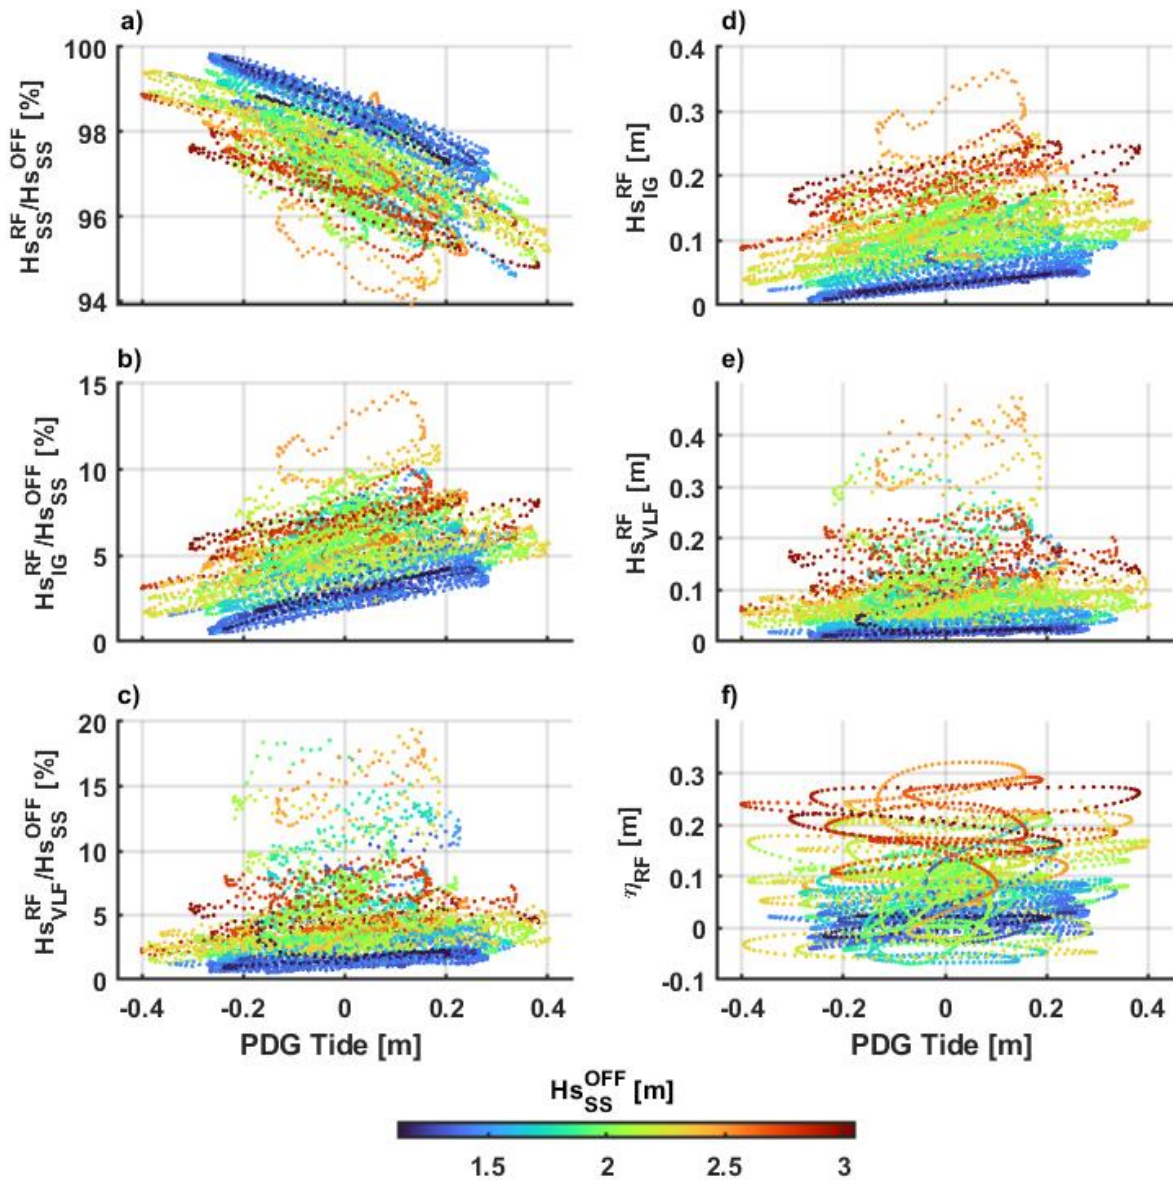 a)
100
98
96
94
Hs_SS^RF/Hs_SS^OFF [%]
b)
15
10
5
0
Hs_IG^RF/Hs_SS^OFF [%]
c)
20
15
10
5
0
Hs_VLF^RF/Hs_SS^OFF [%]
-0.4 -0.2 0 0.2 0.4
PDG Tide [m]
d)
0.4
0.3
0.2
0.1
0
Hs_IG^RF [m]
e)
0.4
0.3
0.2
0.1
0
Hs_VLF^RF [m]
f)
0.3
0.2
0.1
0
-0.1
η_RF [m]
-0.4 -0.2 0 0.2 0.4
PDG Tide [m]
Hs_SS^OFF [m]
1.5 2 2.5 3